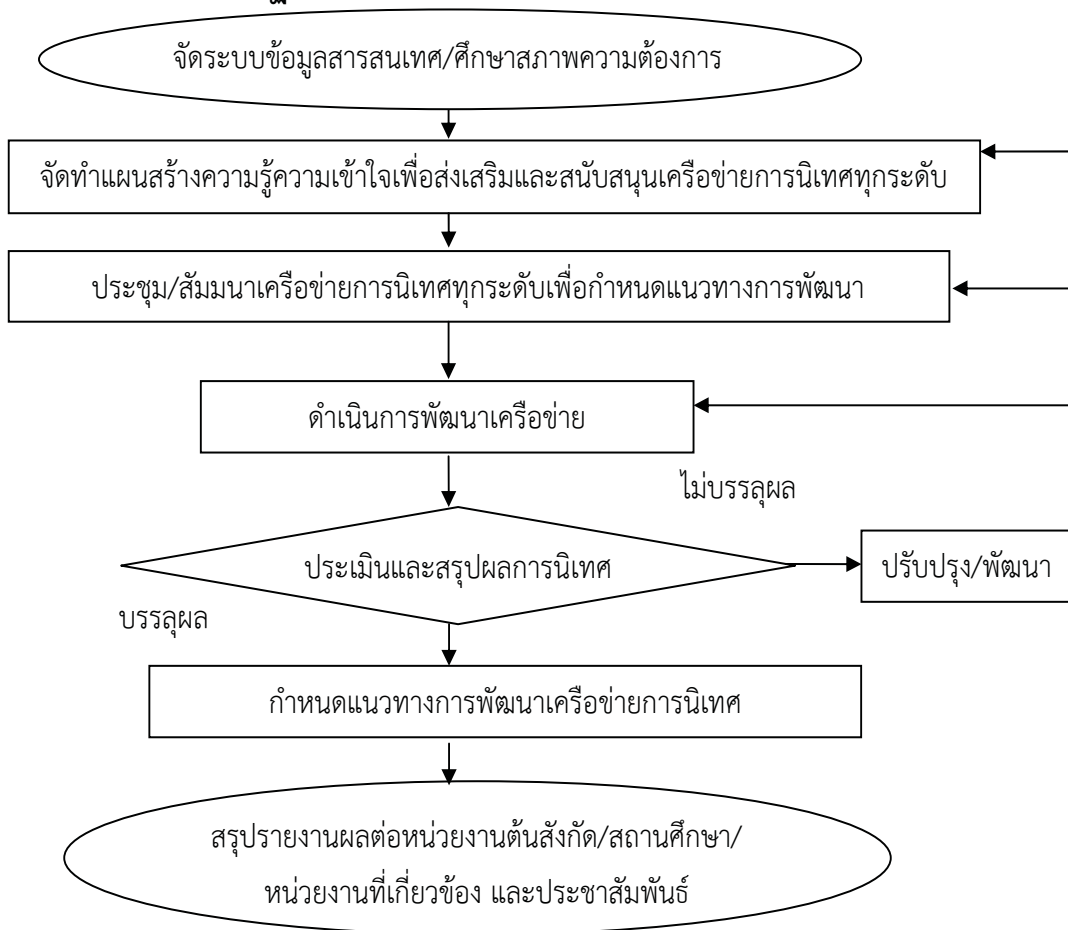 จัดระบบข้อมูลสารสนเทศ/ศึกษาสภาพความต้องการ
จัดทำแผนสร้างความรู้ความเข้าใจเพื่อส่งเสริมและสนับสนุนเครือข่ายการนิเทศทุกระดับ
ประชุม/สัมมนาเครือข่ายการนิเทศทุกระดับเพื่อกำหนดแนวทางการพัฒนา
ดำเนินการพัฒนาเครือข่าย
ไม่บรรลุผล
ประเมินและสรุปผลการนิเทศ
ปรับปรุง/พัฒนา
บรรลุผล
กำหนดแนวทางการพัฒนาเครือข่ายการนิเทศ
สรุปรายงานผลต่อหน่วยงานต้นสังกัด/สถานศึกษา/
หน่วยงานที่เกี่ยวข้อง และประชาสัมพันธ์